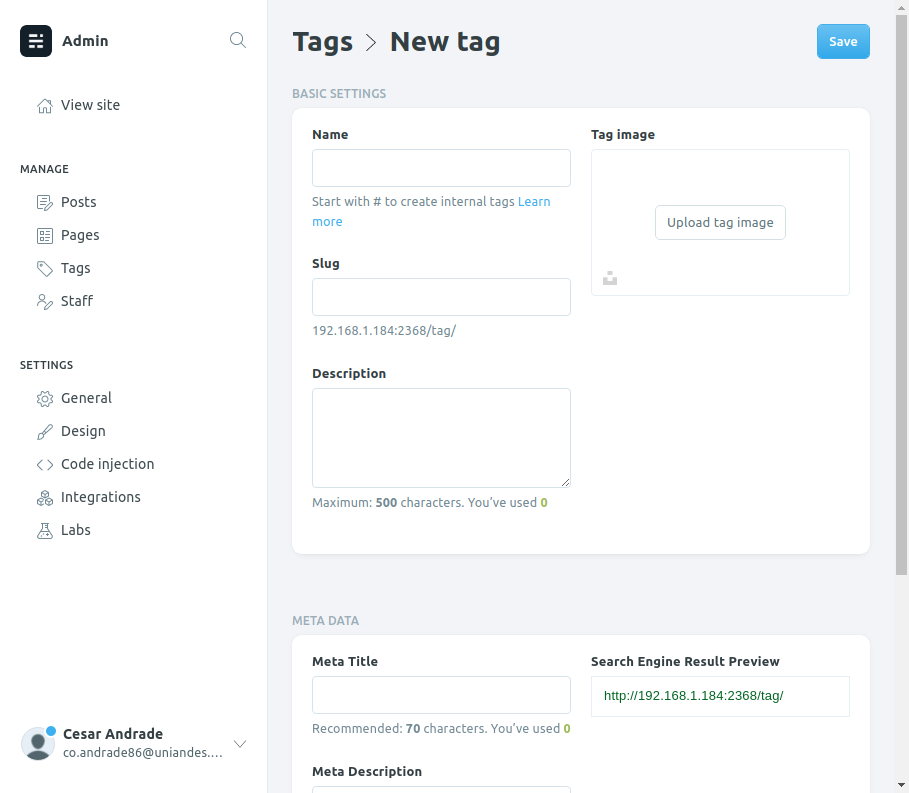 Admin
View site
MANAGE
Posts
Pages
Tags
Staff
SETTINGS
General
Design
Code injection
Integrations
Labs
Cesar Andrade
co.andrade86@uniandes....
Tags > New tag
Save
BASIC SETTINGS
Name
Start with # to create internal tags Learn
more
Slug
192.168.1.184:2368/tag/
Description
Maximum: 500 characters. You’ve used 0
Tag image
Upload tag image
META DATA
Meta Title
Recommended: 70 characters. You’ve used 0
Meta Description
Search Engine Result Preview
http://192.168.1.184:2368/tag/